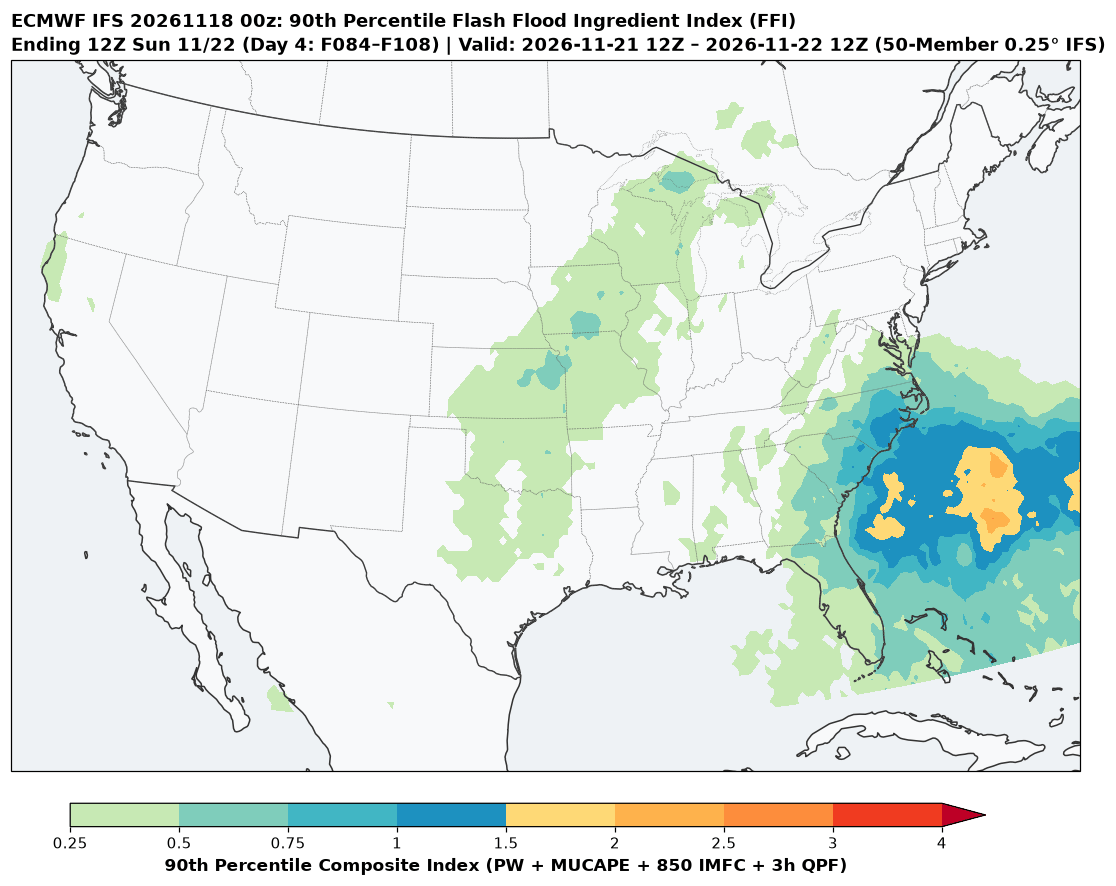 ECMWF IFS 20261118 00z: 90th Percentile Flash Flood Ingredient Index (FFI)
Ending 12Z Sun 11/22 (Day 4: F084–F108) | Valid: 2026-11-21 12Z – 2026-11-22 12Z (50-Member 0.25° IFS)
0.25 0.5 0.75 1 1.5 2 2.5 3 4
90th Percentile Composite Index (PW + MUCAPE + 850 IMFC + 3h QPF)